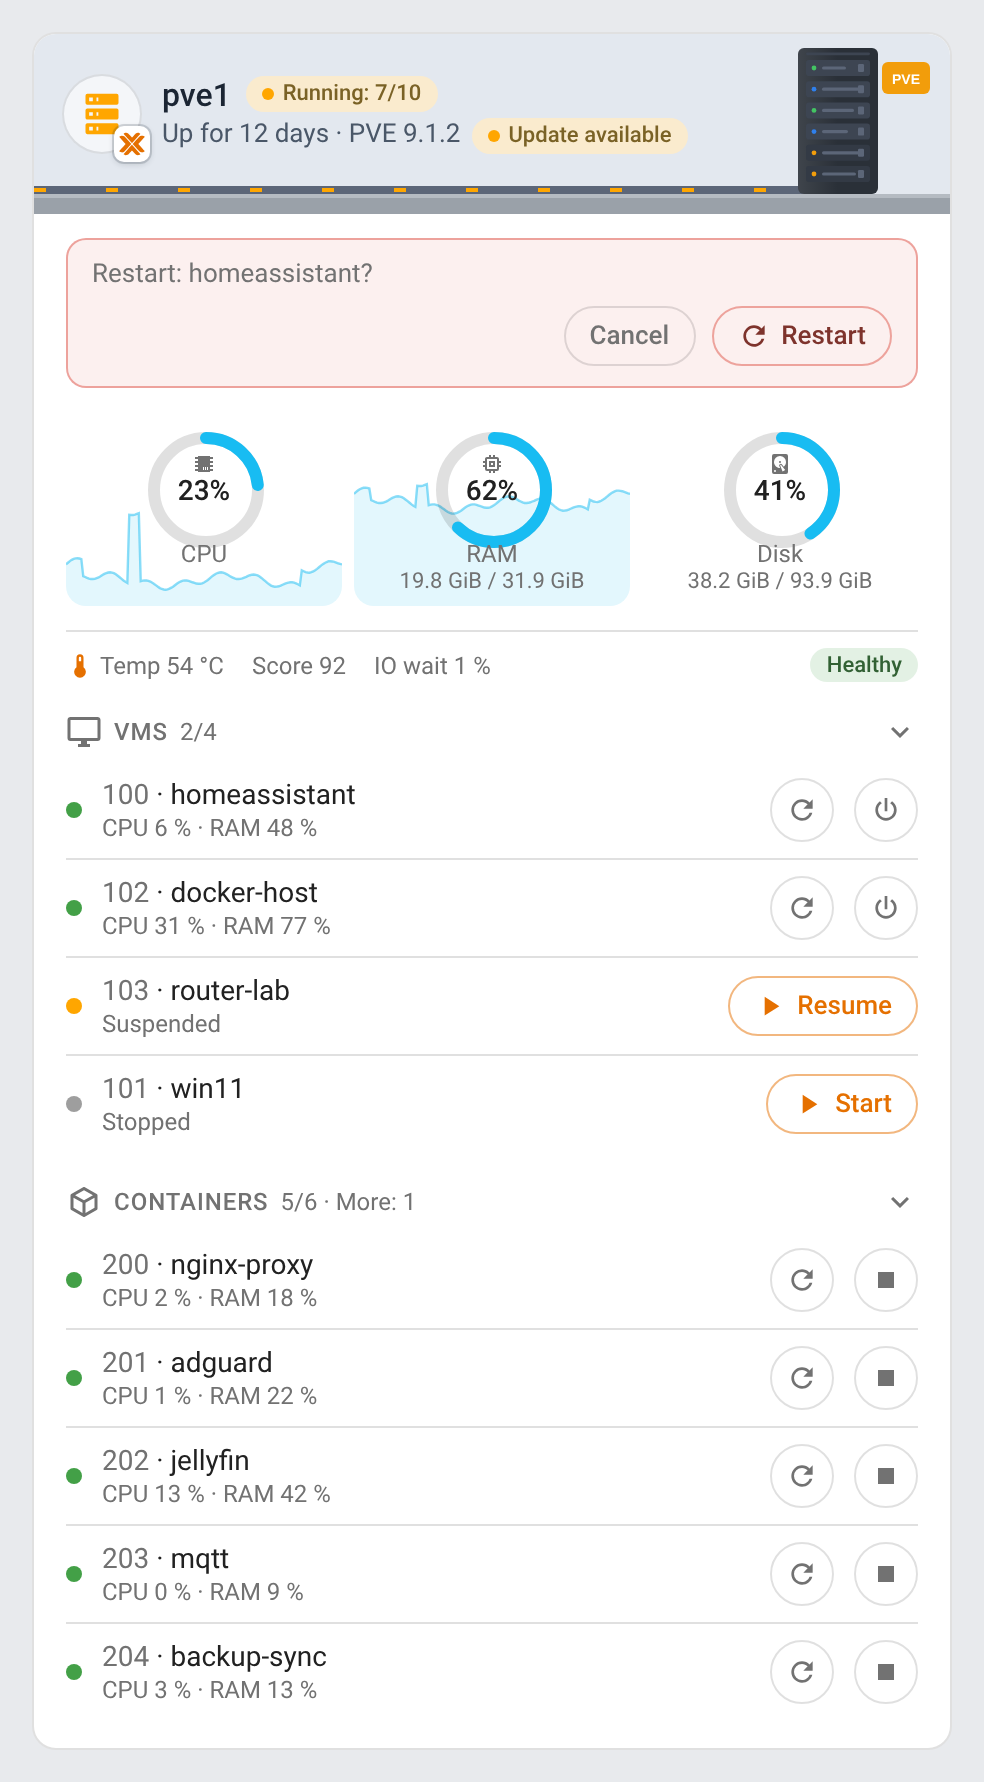 pve1
Running: 7/10
Up for 12 days · PVE 9.1.2
Update available
PVE
Restart: homeassistant?
Cancel
Restart
23%
CPU
62%
RAM
19.8 GiB / 31.9 GiB
41%
Disk
38.2 GiB / 93.9 GiB
Temp 54 °C
Score 92
IO wait 1 %
Healthy
VMS 2/4
100 · homeassistant
CPU 6 % · RAM 48 %
102 · docker-host
CPU 31 % · RAM 77 %
103 · router-lab
Suspended
Resume
101 · win11
Stopped
Start
CONTAINERS 5/6 · More: 1
200 · nginx-proxy
CPU 2 % · RAM 18 %
201 · adguard
CPU 1 % · RAM 22 %
202 · jellyfin
CPU 13 % · RAM 42 %
203 · mqtt
CPU 0 % · RAM 9 %
204 · backup-sync
CPU 3 % · RAM 13 %